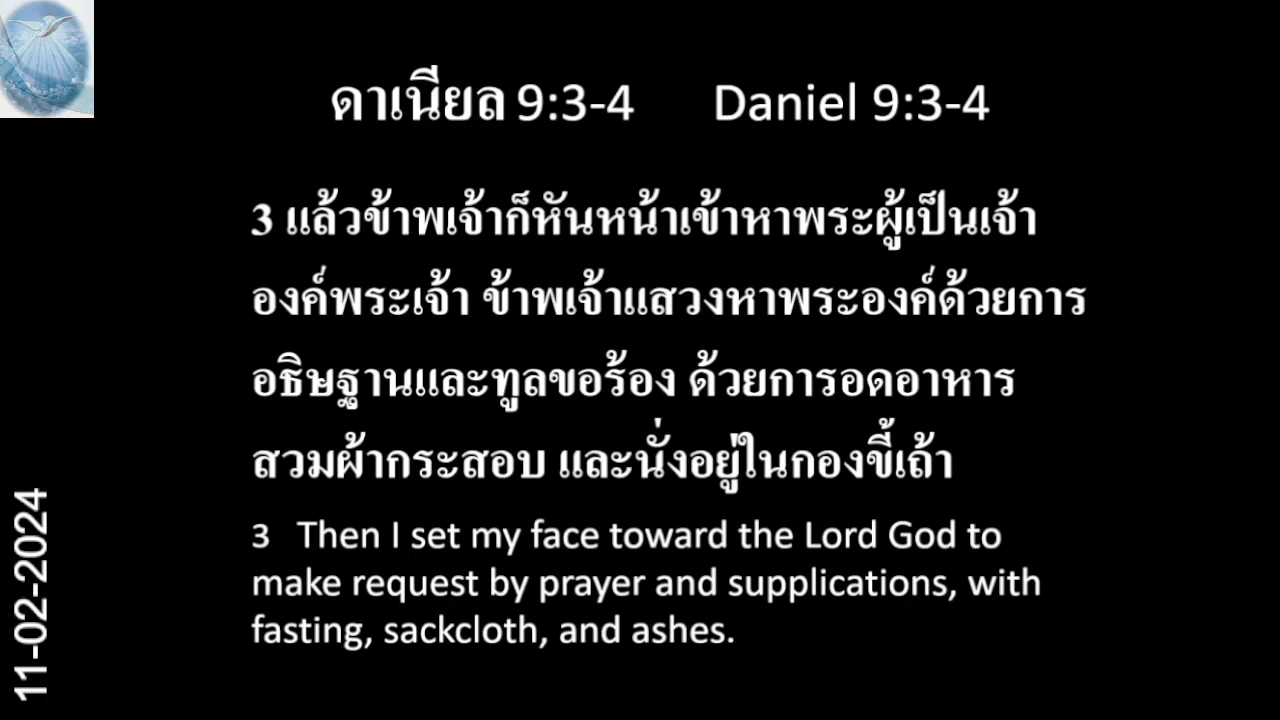 ดาเนียล 9:3-4 Daniel 9:3-4
3 แล้วข้าพเจ้าก็หันหน้าเข้าหาพระผู้เป็นเจ้า
องค์พระเจ้า ข้าพเจ้าแสวงหาพระองค์ด้วยการ
อธิษฐานและทูลขอร้อง ด้วยการอดอาหาร
สวมผ้ากระสอบ และนั่งอยู่ในกองขี้เถ้า
3 Then I set my face toward the Lord God to
make request by prayer and supplications, with
fasting, sackcloth, and ashes.
11-02-2024